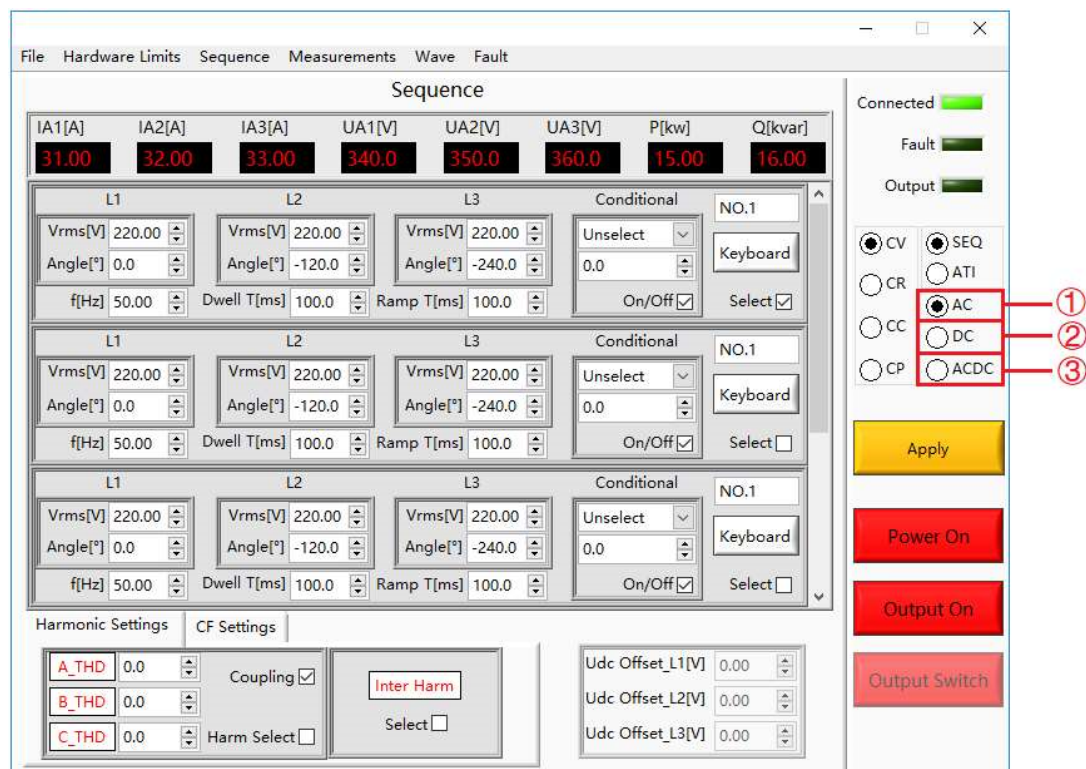 File Hardware Limits Sequence Measurements Wave Fault
Sequence
IA1[A] IA2[A] IA3[A] UA1[V] UA2[V] UA3[V] P[kw] Q[kvar]
31.00 32.00 33.00 340.0 350.0 360.0 15.00 16.00
L1 L2 L3 Conditional NO.1
Vrms[V] 220.00 Vrms[V] 220.00 Vrms[V] 220.00 Unselect
Angle[°] 0.0 Angle[°] -120.0 Angle[°] -240.0 0.0 Keyboard
f[Hz] 50.00 Dwell T[ms] 100.0 Ramp T[ms] 100.0 On/Off Select
L1 L2 L3 Conditional NO.1
Vrms[V] 220.00 Vrms[V] 220.00 Vrms[V] 220.00 Unselect
Angle[°] 0.0 Angle[°] -120.0 Angle[°] -240.0 0.0 Keyboard
f[Hz] 50.00 Dwell T[ms] 100.0 Ramp T[ms] 100.0 On/Off Select
L1 L2 L3 Conditional NO.1
Vrms[V] 220.00 Vrms[V] 220.00 Vrms[V] 220.00 Unselect
Angle[°] 0.0 Angle[°] -120.0 Angle[°] -240.0 0.0 Keyboard
f[Hz] 50.00 Dwell T[ms] 100.0 Ramp T[ms] 100.0 On/Off Select
Harmonic Settings CF Settings
A_THD 0.0 Coupling
B_THD 0.0
C_THD 0.0 Harm Select
Inter Harm
Select
Udc Offset_L1[V] 0.00
Udc Offset_L2[V] 0.00
Udc Offset_L3[V] 0.00
Connected
Fault
Output
CV SEQ
CR ATI
AC ①
CC DC ②
CP ACDC ③
Apply
Power On
Output On
Output Switch